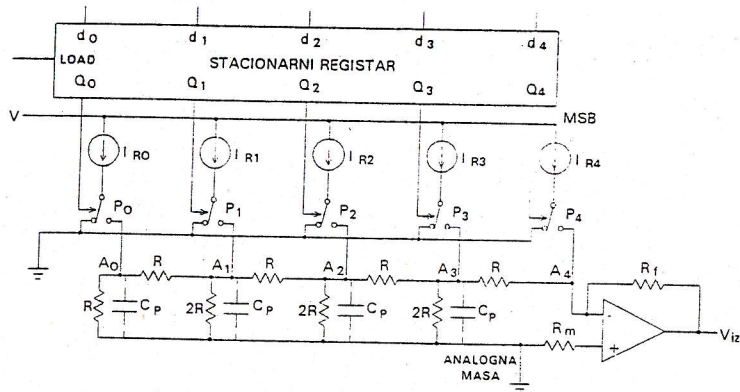 d0 d1 d2 d3 d4
LOAD STACIONARNI REGISTAR
Q0 Q1 Q2 Q3 Q4
V MSB
IR0 IR1 IR2 IR3 IR4
P0 P1 P2 P3 P4
A0 R A1 R A2 R A3 R A4
Rf
R CP 2R CP 2R CP 2R CP
- 
Rm + Viz
ANALOGNA
MASA